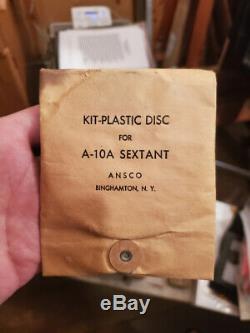 KIT-PLASTIC DISC
FOR
A-10A SEXTANT
ANSCO
BINGHAMTON, N. Y.